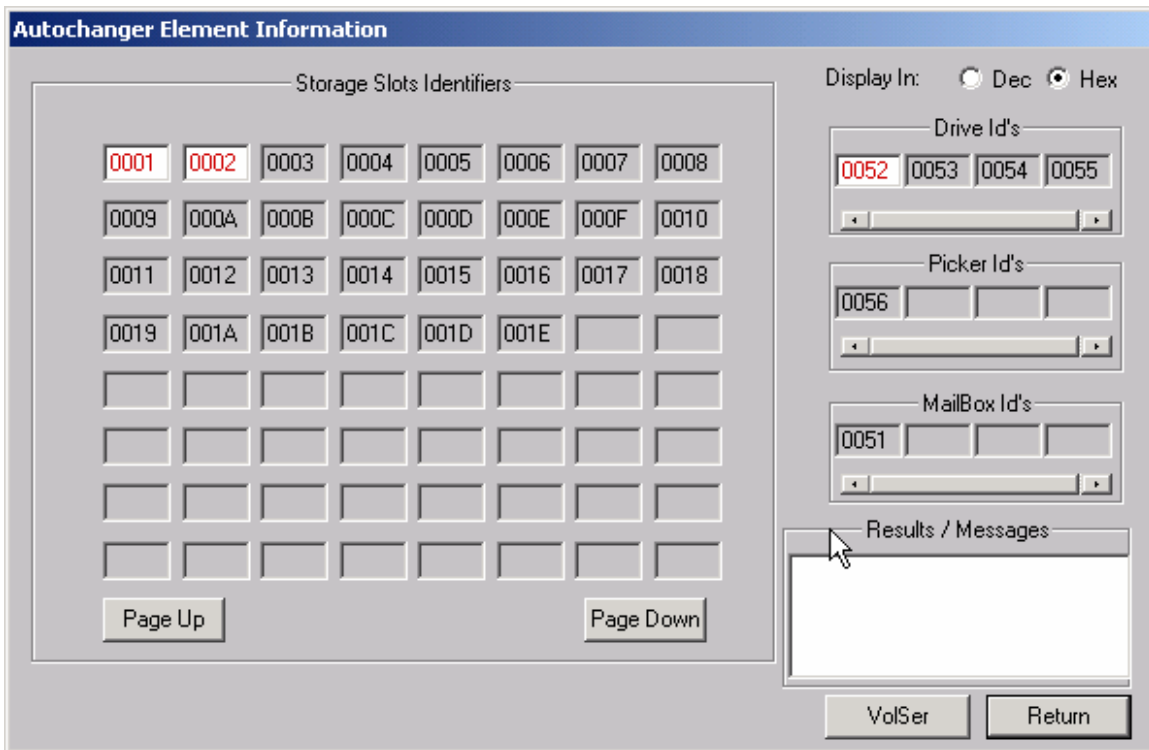 Autochanger Element Information
Storage Slots Identifiers
0001 0002 0003 0004 0005 0006 0007 0008
0009 000A 000B 000C 000D 000E 000F 0010
0011 0012 0013 0014 0015 0016 0017 0018
0019 001A 001B 001C 001D 001E
Page Up Page Down
Display In: Dec Hex
Drive Id's
0052 0053 0054 0055
Picker Id's
0056
MailBox Id's
0051
Results / Messages
VolSer Return